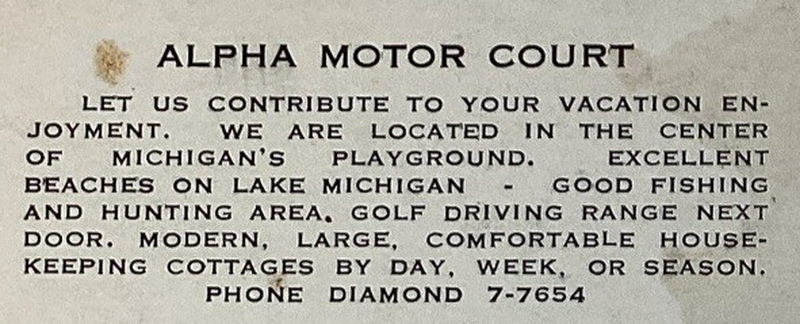 ALPHA MOTOR COURT
LET US CONTRIBUTE TO YOUR VACATION EN-
JOYMENT. WE ARE LOCATED IN THE CENTER
OF MICHIGAN'S PLAYGROUND. EXCELLENT
BEACHES ON LAKE MICHIGAN - GOOD FISHING
AND HUNTING AREA. GOLF DRIVING RANGE NEXT
DOOR. MODERN, LARGE, COMFORTABLE HOUSE-
KEEPING COTTAGES BY DAY, WEEK, OR SEASON.
PHONE DIAMOND 7-7654